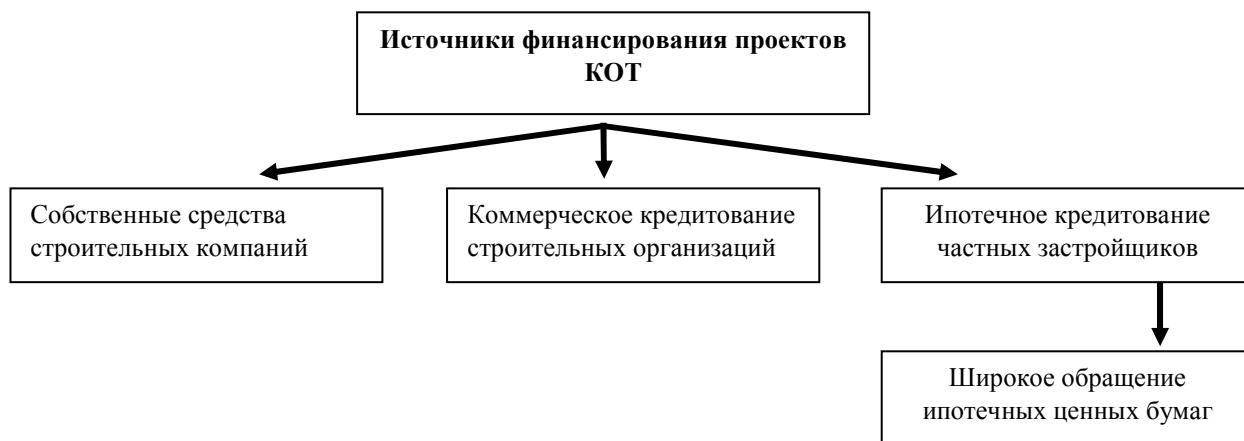 Источники финансирования проектов
КОТ
Собственные средства
строительных компаний
Коммерческое кредитование
строительных организаций
Ипотечное кредитование
частных застройщиков
Широкое обращение
ипотечных ценных бумаг